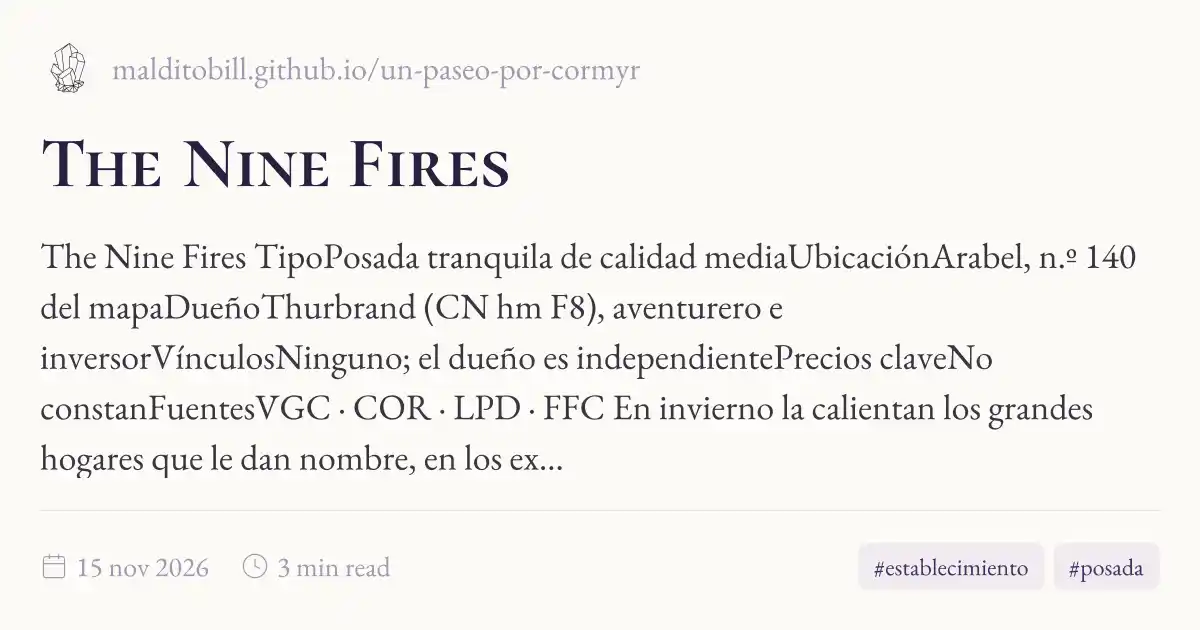 malditobill.github.io/un-paseo-por-cormyr
The Nine Fires
The Nine Fires TipoPosada tranquila de calidad mediaUbicaciónArabel, n.º 140
del mapaDueñoThurbrand (CN hm F8), aventurero e
inversorVínculosNinguno; el dueño es independientePrecios claveNo
constanFuentesVGC · COR · LPD · FFC En invierno la calientan los grandes
hogares que le dan nombre, en los ex...
15 nov 2026 3 min read #establecimiento #posada